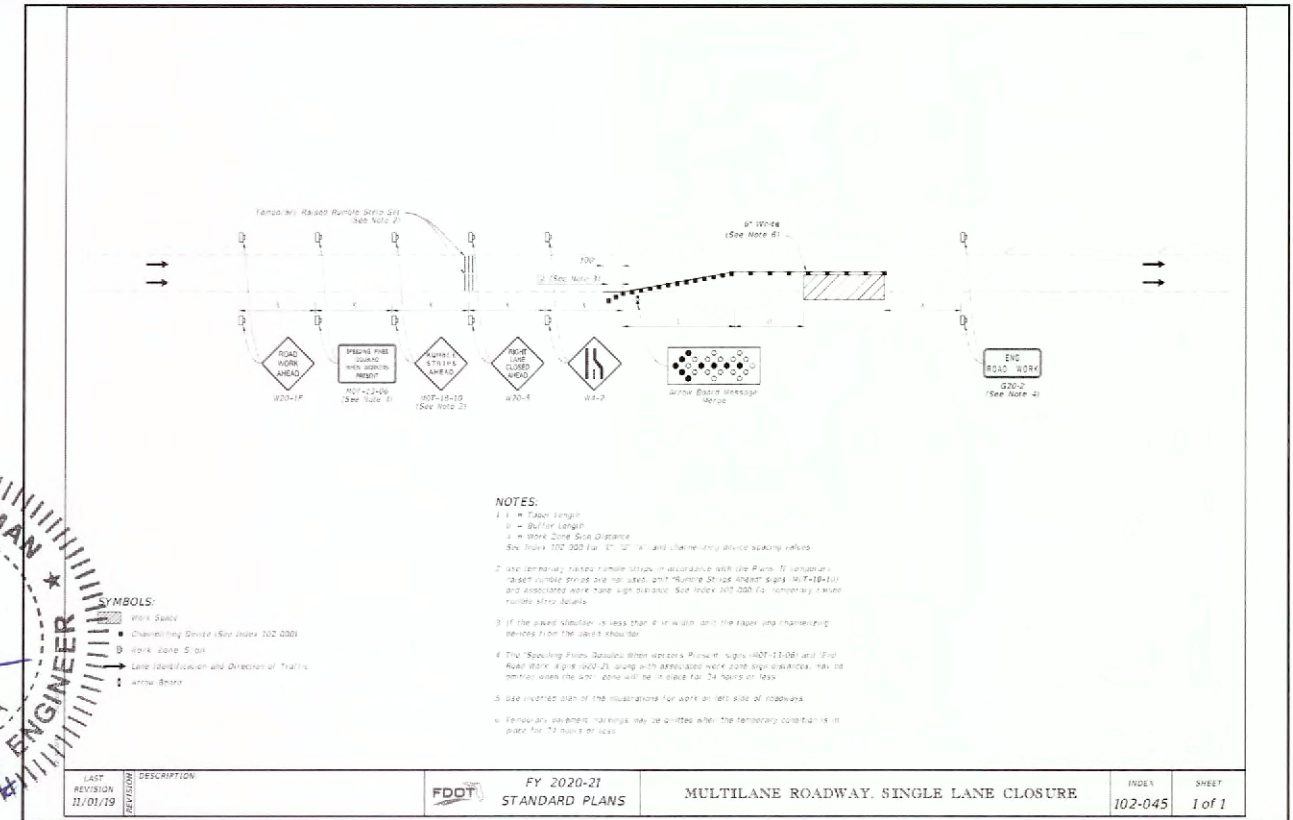 Temporary Raised Rumble Strip Set
(See Note 2)
6" White
(See Note 6)
100'
(See Note 3)
X X X X X L B X
ROAD
WORK
AHEAD
W20-1F
SPEEDING FINES
DOUBLED
WHEN WORKERS
PRESENT
MOT-13-06
(See Note 4)
RUMBLE
STRIPS
AHEAD
MOT-18-10
(See Note 2)
RIGHT
LANE
CLOSED
AHEAD
W20-5
W4-2
Arrow Board Message
Merge
END
ROAD WORK
G20-2
(See Note 4)
NOTES:
1. L = Taper Length
B = Buffer Length
X = Work Zone Sign Distance
See Index 102-000 for "L", "B", "X", and channelizing device spacing values
2. Use temporary raised rumble strips in accordance with the Plans. If temporary
raised rumble strips are not used, omit "Rumble Strips Ahead" signs (MOT-18-10)
and associated work zone sign distance. See Index 102-000 for temporary raised
rumble strip details.
3. If the paved shoulder is less than 4' in width, omit the taper and channelizing
devices from the paved shoulder.
4. The "Speeding Fines Doubled When Workers Present" signs (MOT-13-06) and "End
Road Work" signs (G20-2), along with associated work zone sign distances, may be
omitted when the work zone will be in place for 24 hours or less.
5. Use inverted plan of the illustrations for work on left side of roadways.
6. Temporary pavement markings may be omitted when the temporary condition is in
place for 24 hours or less.
SYMBOLS:
Work Space
Channelizing Device (See Index 102-000)
Work Zone Sign
Lane Identification and Direction of Traffic
Arrow Board
MAN ★
ENGINEER
LAST
REVISION
11/01/19
REVISION
DESCRIPTION:
FDOT
FY 2020-21
STANDARD PLANS
MULTILANE ROADWAY, SINGLE LANE CLOSURE
INDEX
102-045
SHEET
1 of 1